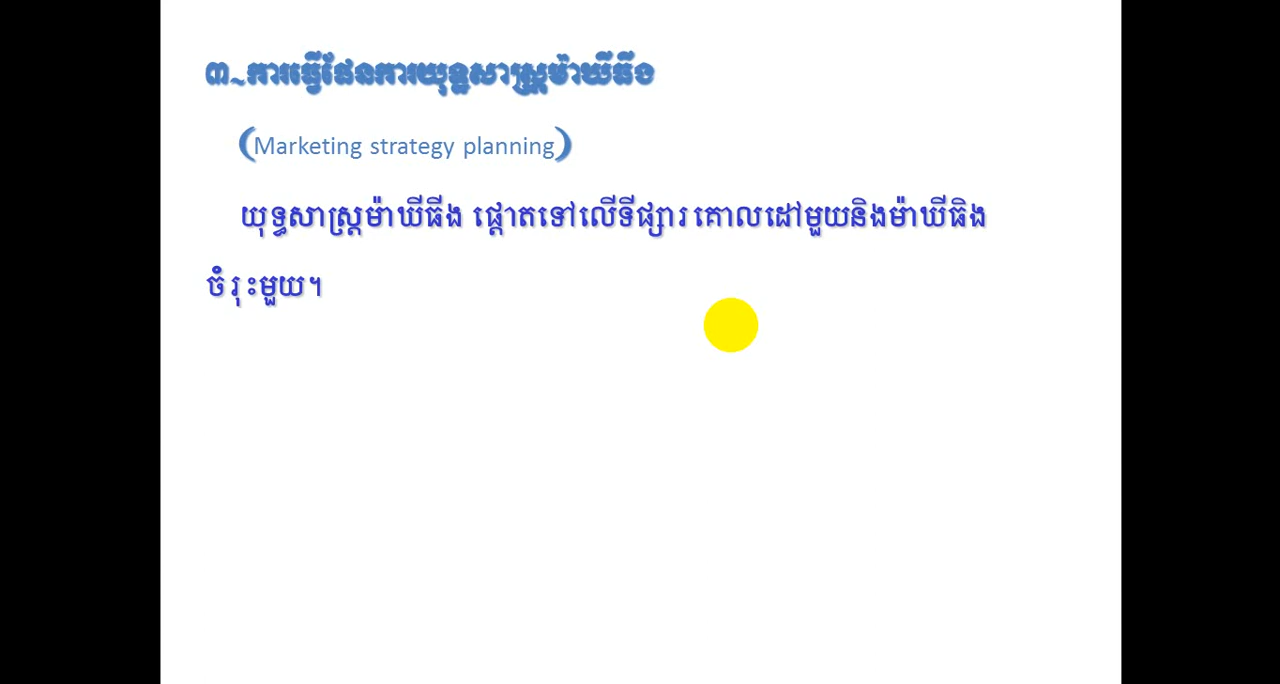 ៣~ការធ្វើផែនការយុទ្ធសាស្ត្រម៉ាឃីធីង
(Marketing strategy planning)
យុទ្ធសាស្ត្រម៉ាឃីធីង ផ្តោតទៅលើទីផ្សារគោលដៅមួយនិងម៉ាឃីធិង
ចំរុះមួយ។